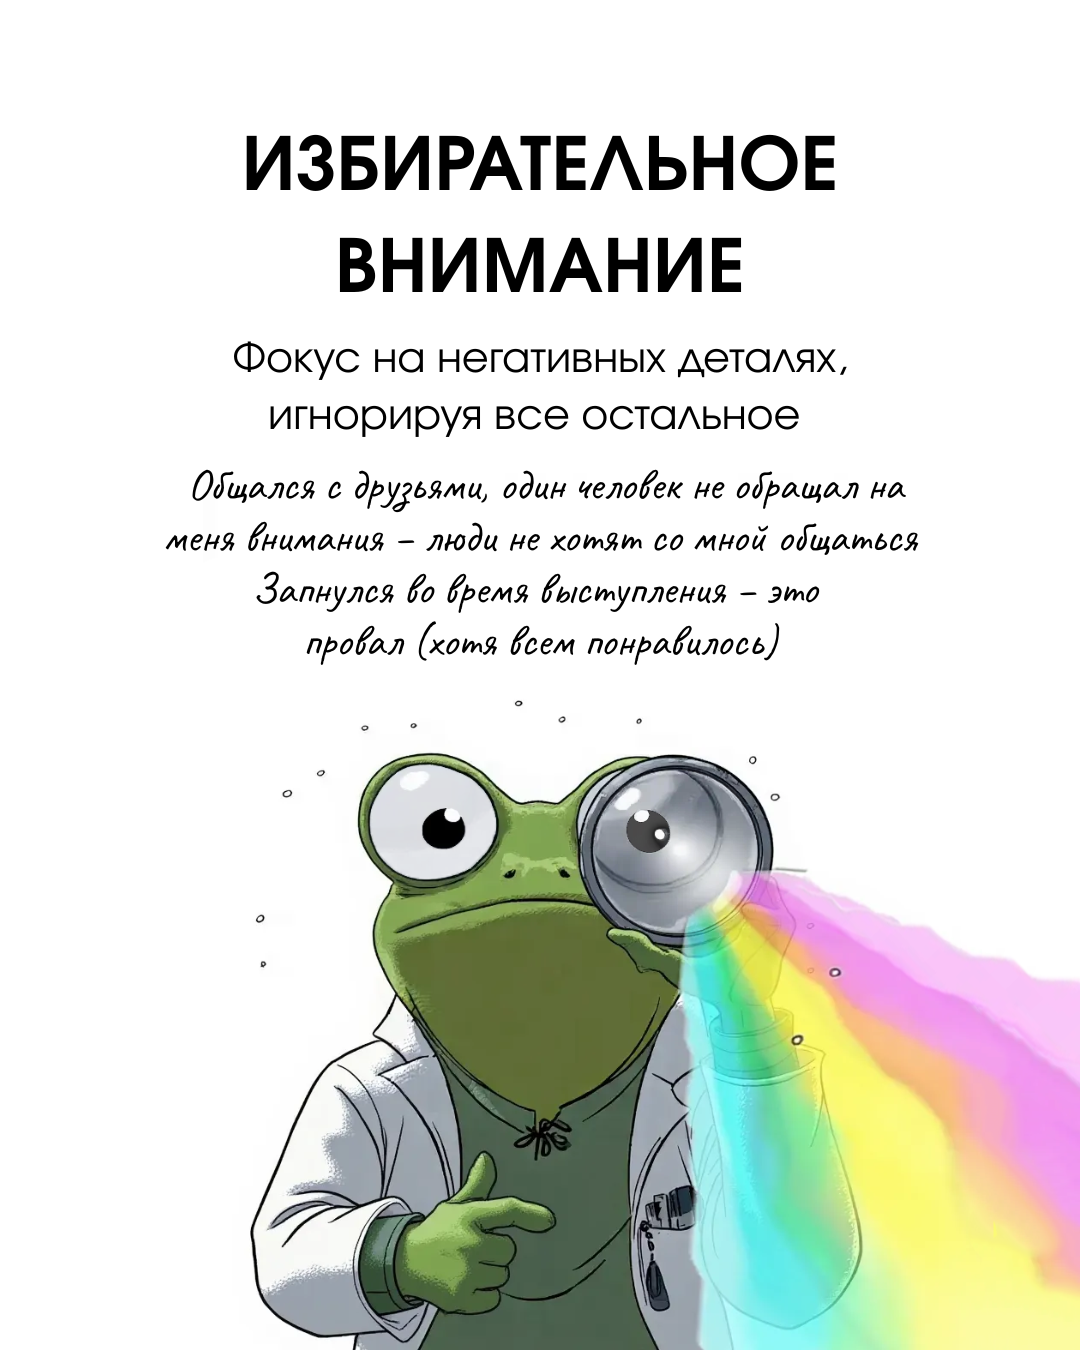 ИЗБИРАТЕЛЬНОЕ
ВНИМАНИЕ
Фокус на негативных деталях,
игнорируя все остальное
Общался с друзьями, один человек не обращал на
меня внимания – люди не хотят со мной общаться
Запнулся во время выступления – это
провал (хотя всем понравилось)